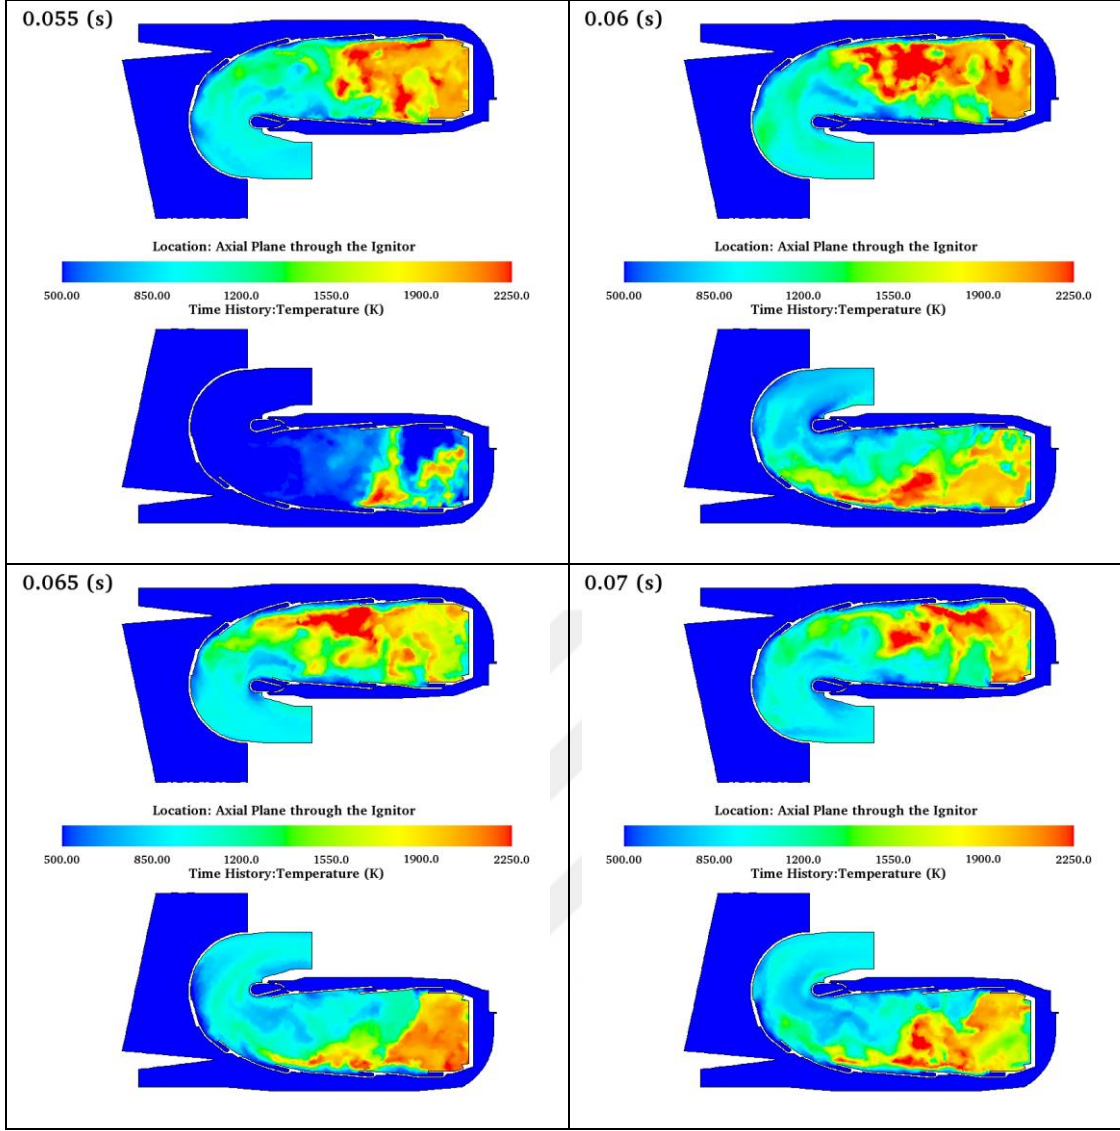 0.055 (s)
Location: Axial Plane through the Ignitor
500.00 850.00 1200.0 1550.0 1900.0 2250.0
Time History:Temperature (K)
0.06 (s)
Location: Axial Plane through the Ignitor
500.00 850.00 1200.0 1550.0 1900.0 2250.0
Time History:Temperature (K)
0.065 (s)
Location: Axial Plane through the Ignitor
500.00 850.00 1200.0 1550.0 1900.0 2250.0
Time History:Temperature (K)
0.07 (s)
Location: Axial Plane through the Ignitor
500.00 850.00 1200.0 1550.0 1900.0 2250.0
Time History:Temperature (K)